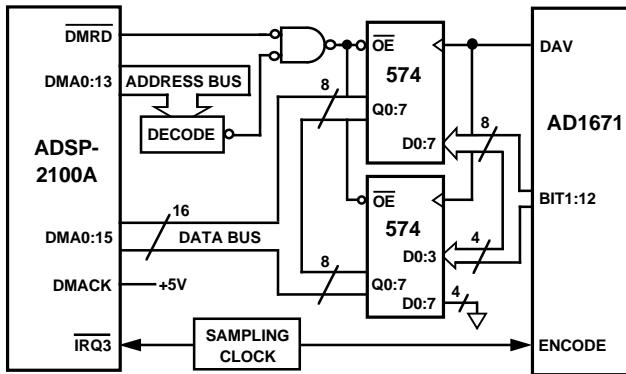 DMRD
DMA0:13
ADDRESS BUS
DECODE
ADSP-
2100A
16
DMA0:15
DATA BUS
DMACK
+5V
IRQ3
SAMPLING
CLOCK
OE
574
8
Q0:7
D0:7
OE
574
D0:3
8
Q0:7
D0:7
4
8
4
DAV
AD1671
BIT1:12
ENCODE